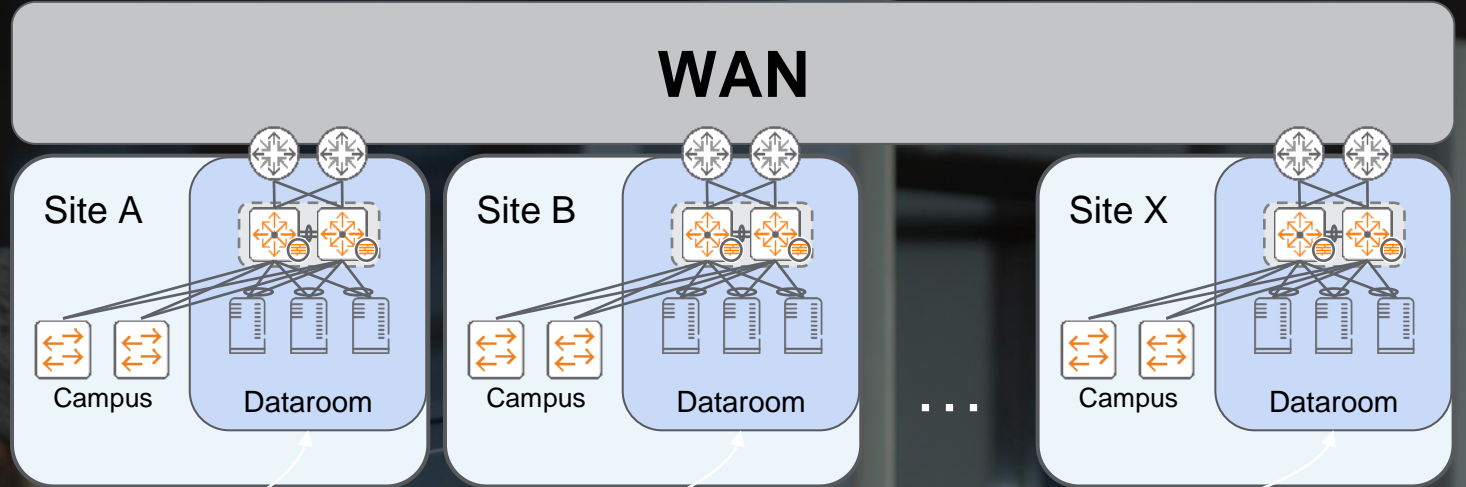 WAN
Site A
Site B
Site X
Campus
Dataroom
Campus
Dataroom
...
Campus
Dataroom